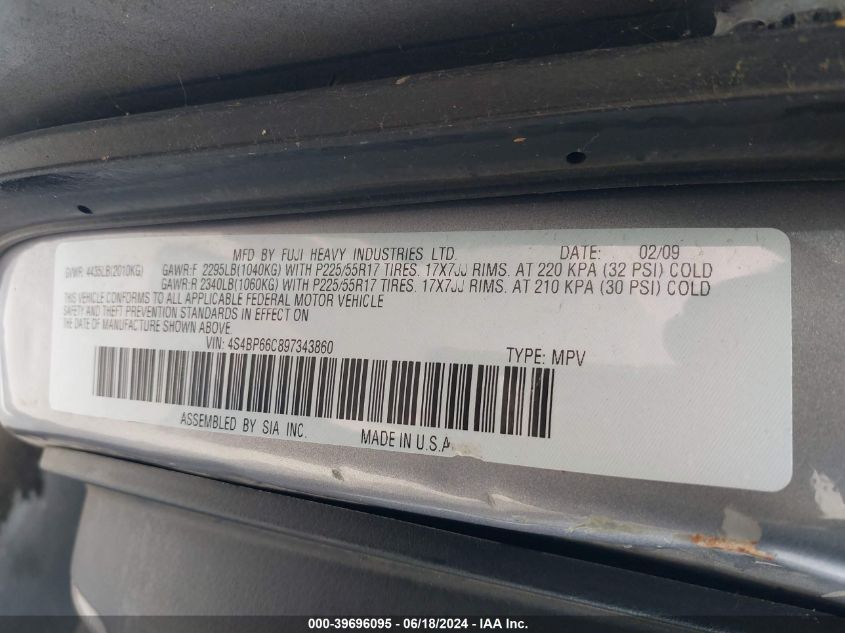 MFD BY FUJI HEAVY INDUSTRIES LTD. DATE: 02/09
GVWR: 4435LB(2010KG) GAWR:F 2295LB(1040KG) WITH P225/55R17 TIRES. 17X7JJ RIMS. AT 220 KPA (32 PSI) COLD
GAWR:R 2340LB(1060KG) WITH P225/55R17 TIRES. 17X7JJ RIMS. AT 210 KPA (30 PSI) COLD
THIS VEHICLE CONFORMS TO ALL APPLICABLE FEDERAL MOTOR VEHICLE
SAFETY AND THEFT PREVENTION STANDARDS IN EFFECT ON
THE DATE OF MANUFACTURE SHOWN ABOVE.
VIN: 4S4BP66C897343860 TYPE: MPV
ASSEMBLED BY SIA INC. MADE IN U.S.A
000-39696095 - 06/18/2024 - IAA Inc.